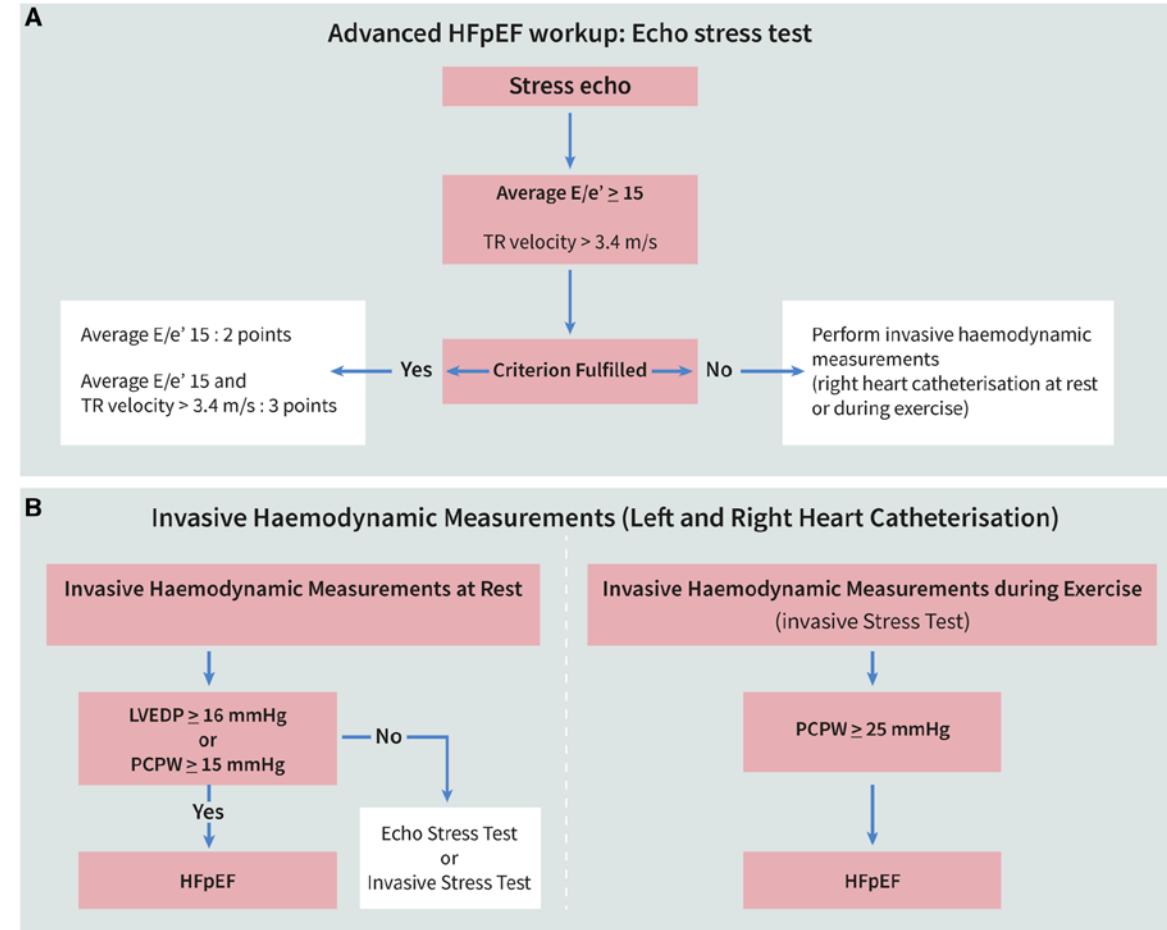 A
Advanced HFpEF workup: Echo stress test
Stress echo
Average E/e’ ≥ 15
TR velocity > 3.4 m/s
Average E/e’ 15 : 2 points
Average E/e’ 15 and
TR velocity > 3.4 m/s : 3 points
Yes
Criterion Fulfilled
No
Perform invasive haemodynamic
measurements
(right heart catheterisation at rest
or during exercise)
B
Invasive Haemodynamic Measurements (Left and Right Heart Catheterisation)
Invasive Haemodynamic Measurements at Rest
LVEDP ≥ 16 mmHg
or
PCPW ≥ 15 mmHg
No
Yes
Echo Stress Test
or
Invasive Stress Test
HFpEF
Invasive Haemodynamic Measurements during Exercise
(invasive Stress Test)
PCPW ≥ 25 mmHg
HFpEF